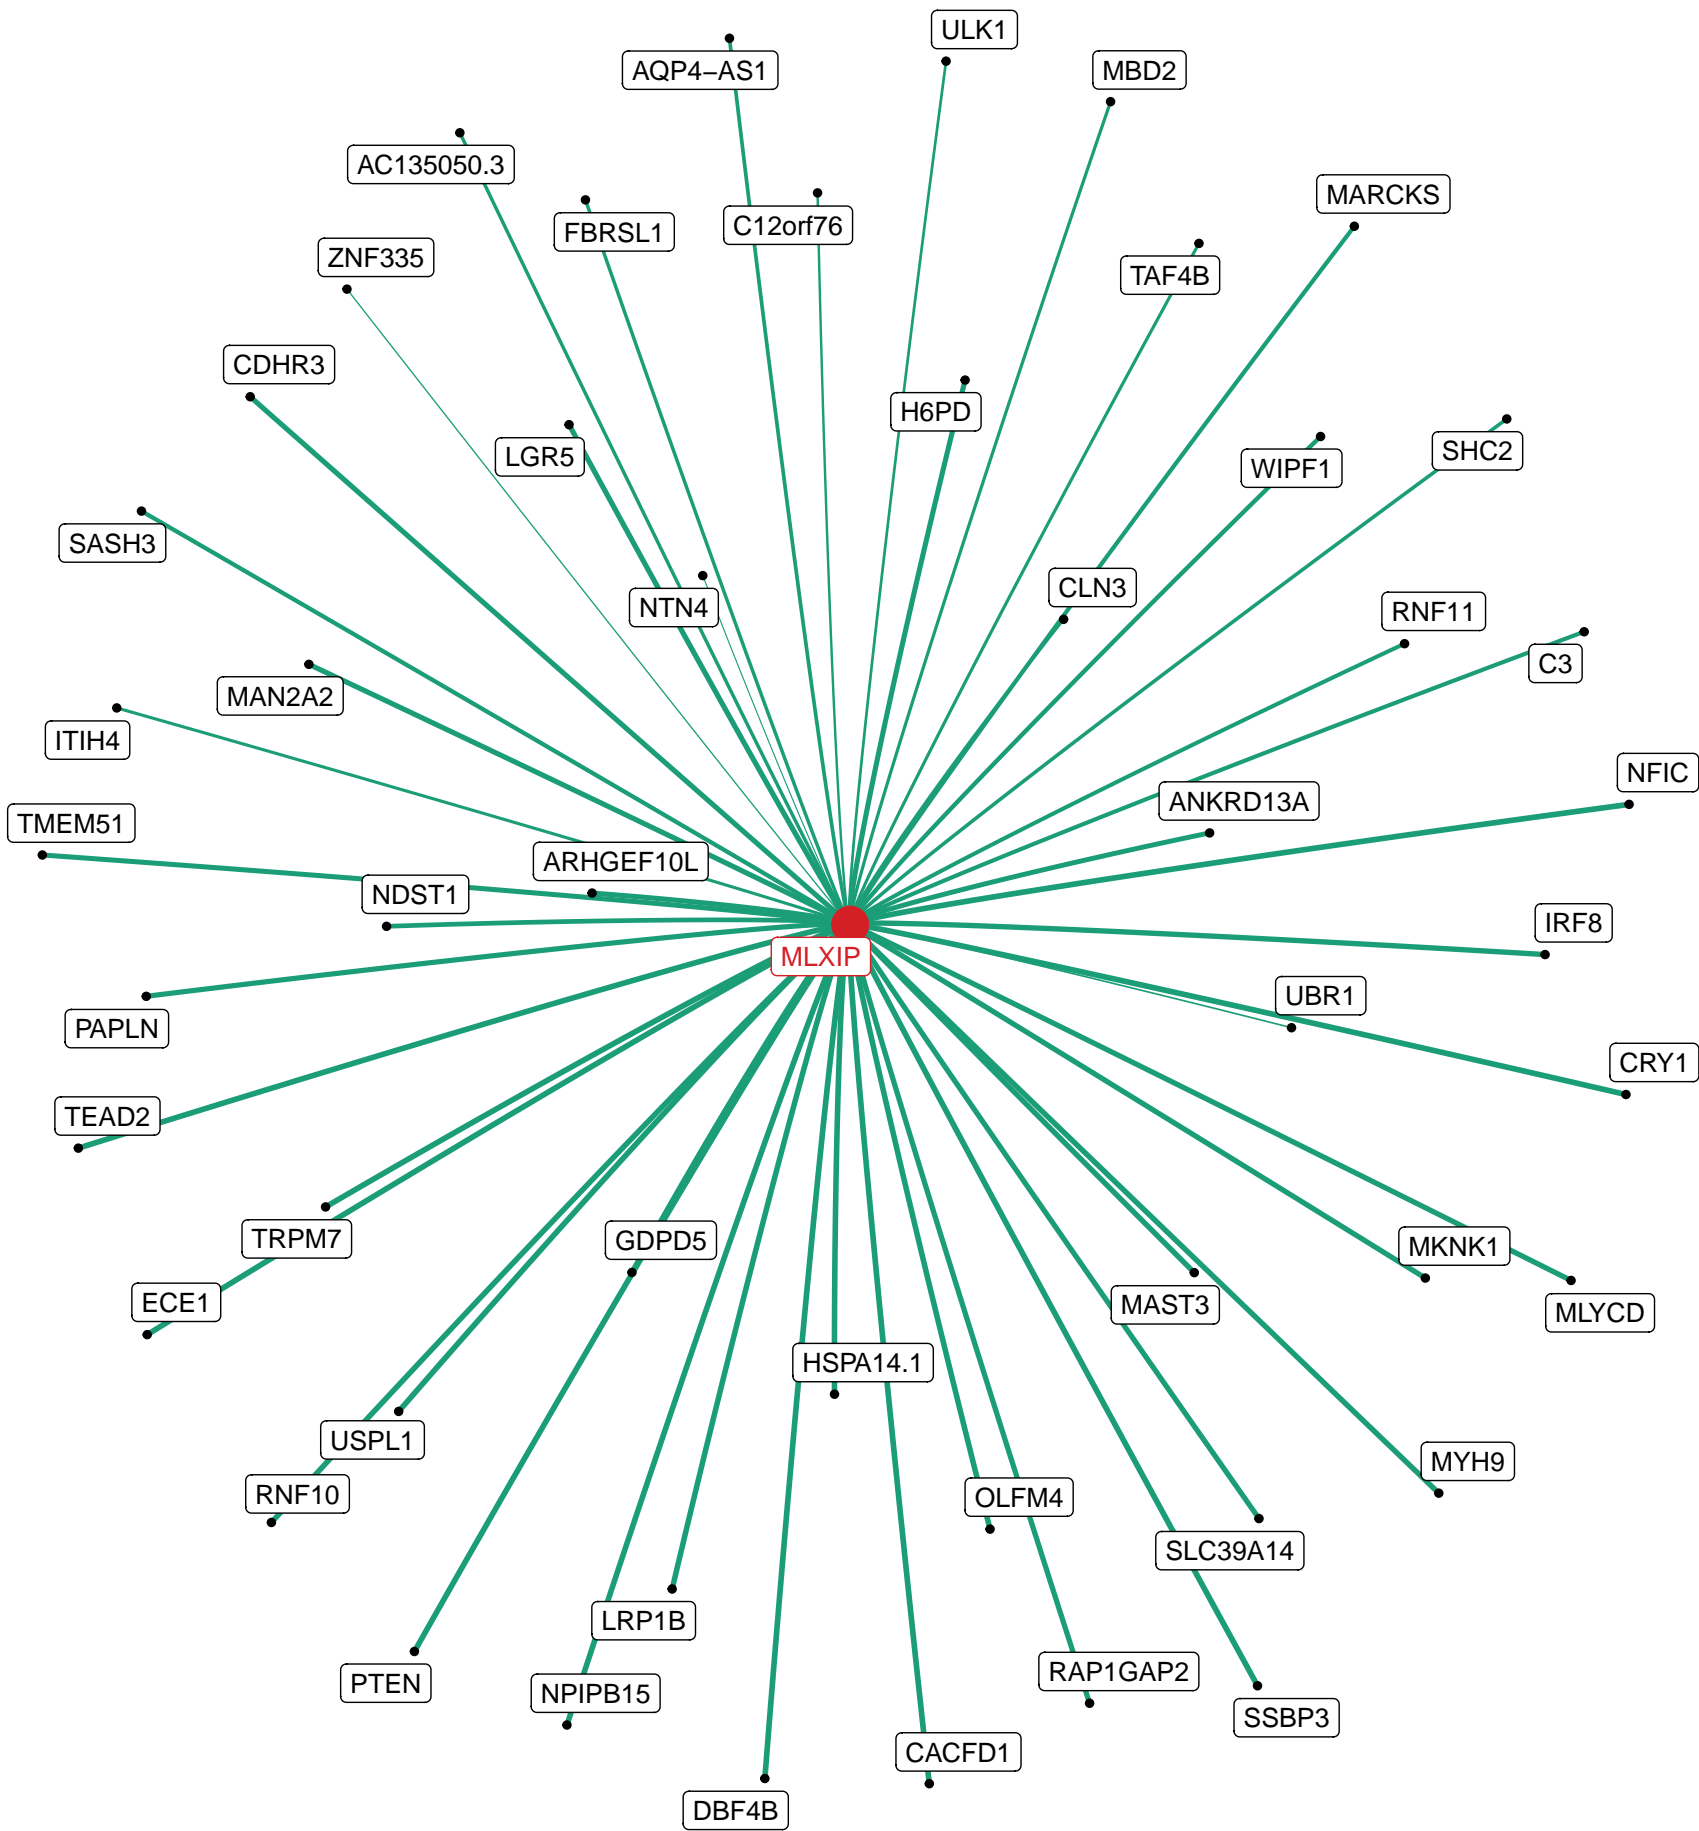 ULK1
AQP4–AS1
MBD2
AC135050.3
MARCKS
C12orf76
FBRSL1
ZNF335
TAF4B
CDHR3
H6PD
SHC2
LGR5
WIPF1
SASH3
CLN3
NTN4
RNF11
C3
MAN2A2
ITIH4
NFIC
ANKRD13A
TMEM51
ARHGEF10L
NDST1
IRF8
MLXIP
UBR1
PAPLN
CRY1
TEAD2
TRPM7
GDPD5
MKNK1
ECE1
MAST3
MLYCD
HSPA14.1
USPL1
MYH9
RNF10
OLFM4
SLC39A14
LRP1B
RAP1GAP2
PTEN
NPIPB15
SSBP3
CACFD1
DBF4B